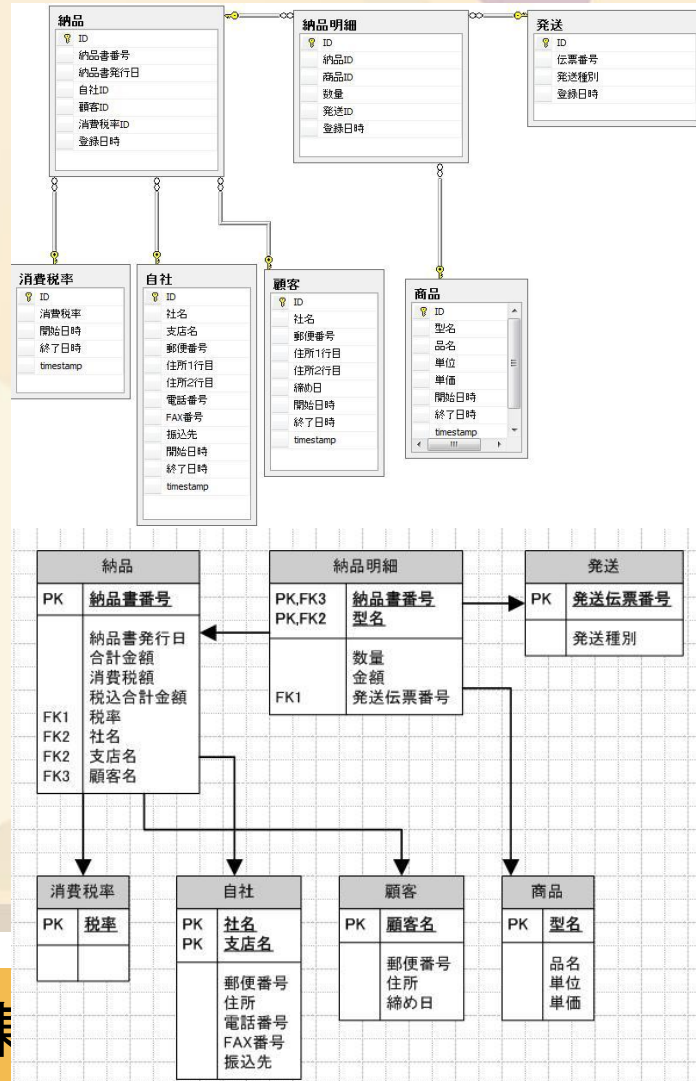 納品
ID
納品書番号
納品書発行日
自社ID
顧客ID
消費税率ID
登録日時
納品明細
ID
納品ID
商品ID
数量
発送ID
登録日時
発送
ID
伝票番号
発送種別
登録日時
消費税率
ID
消費税率
開始日時
終了日時
timestamp
自社
ID
社名
支店名
郵便番号
住所1行目
住所2行目
電話番号
FAX番号
振込先
開始日時
終了日時
timestamp
顧客
ID
社名
郵便番号
住所1行目
住所2行目
締め日
開始日時
終了日時
timestamp
商品
ID
型名
品名
単位
単価
開始日時
終了日時
timestamp
納品
PK 納品書番号
納品書発行日
合計金額
消費税額
税込合計金額
FK1 税率
FK2 社名
FK2 支店名
FK3 顧客名
納品明細
PK,FK3 納品書番号
PK,FK2 型名
数量
金額
FK1 発送伝票番号
発送
PK 発送伝票番号
発送種別
消費税率
PK 税率
自社
PK 社名
PK 支店名
郵便番号
住所
電話番号
FAX番号
振込先
顧客
PK 顧客名
郵便番号
住所
締め日
商品
PK 型名
品名
単位
単価